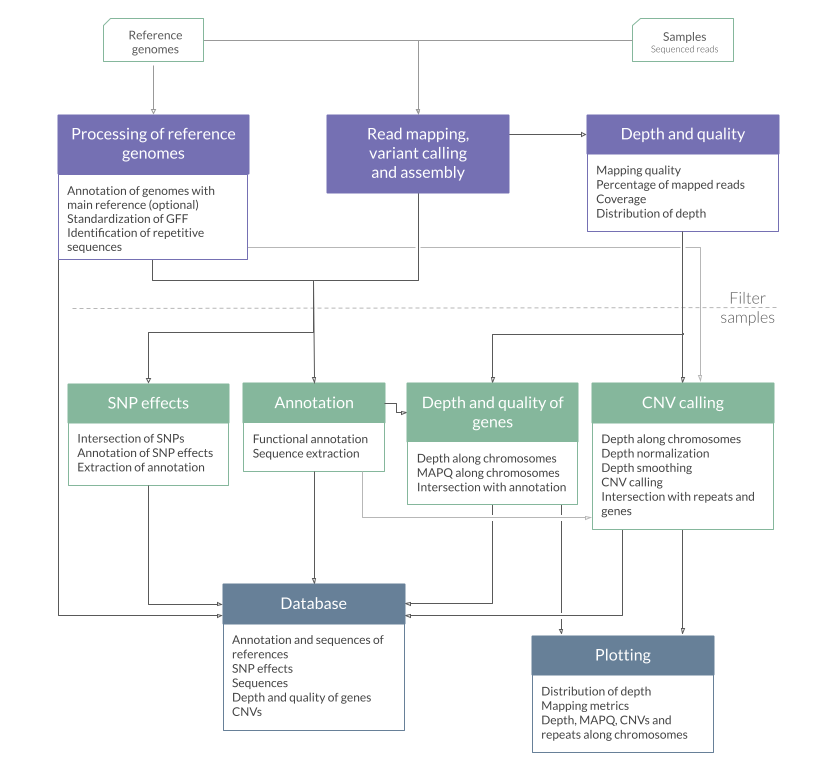 Reference
genomes
Samples
Sequenced reads
Processing of reference
genomes
Annotation of genomes with
main reference (optional)
Standardization of GFF
Identification of repetitive
sequences
Read mapping,
variant calling
and assembly
Depth and quality
Mapping quality
Percentage of mapped reads
Coverage
Distribution of depth
Filter
samples
SNP effects
Intersection of SNPs
Annotation of SNP effects
Extraction of annotation
Annotation
Functional annotation
Sequence extraction
Depth and quality of
genes
Depth along chromosomes
MAPQ along chromosomes
Intersection with annotation
CNV calling
Depth along chromosomes
Depth normalization
Depth smoothing
CNV calling
Intersection with repeats and
genes
Database
Annotation and sequences of
references
SNP effects
Sequences
Depth and quality of genes
CNVs
Plotting
Distribution of depth
Mapping metrics
Depth, MAPQ, CNVs and
repeats along chromosomes